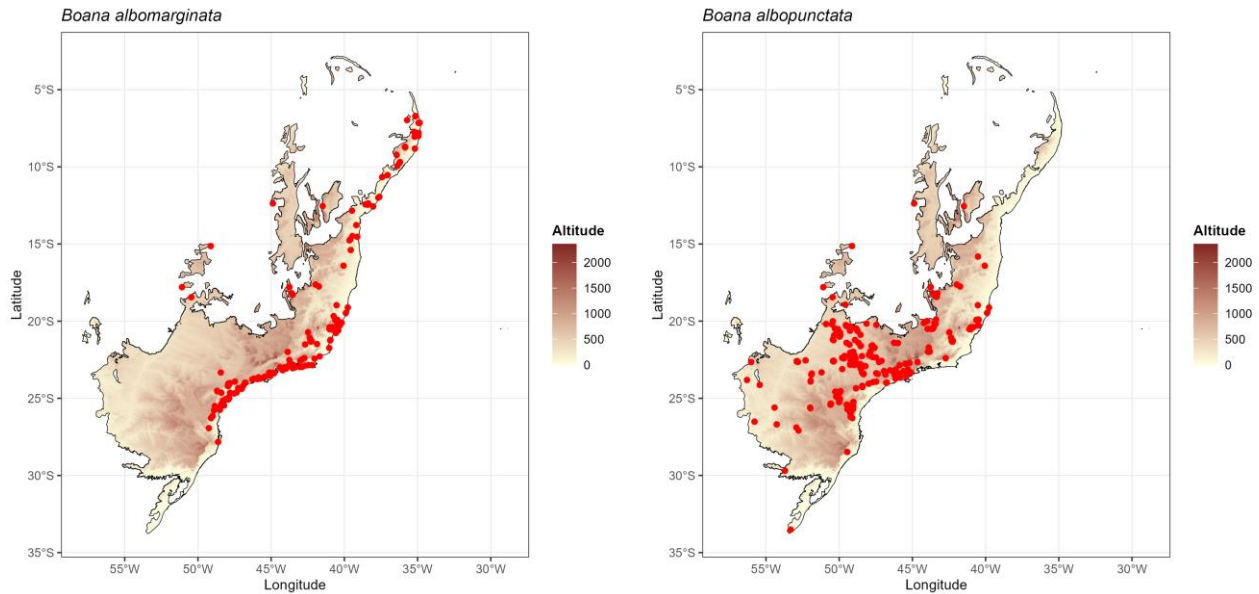 Boana albomarginata
5°S
10°S
15°S
20°S
25°S
30°S
35°S
Latitude
55°W
50°W
45°W
40°W
35°W
30°W
Longitude
Altitude
2000
1500
1000
500
0
Boana albopunctata
5°S
10°S
15°S
20°S
25°S
30°S
35°S
Latitude
55°W
50°W
45°W
40°W
35°W
30°W
Longitude
Altitude
2000
1500
1000
500
0